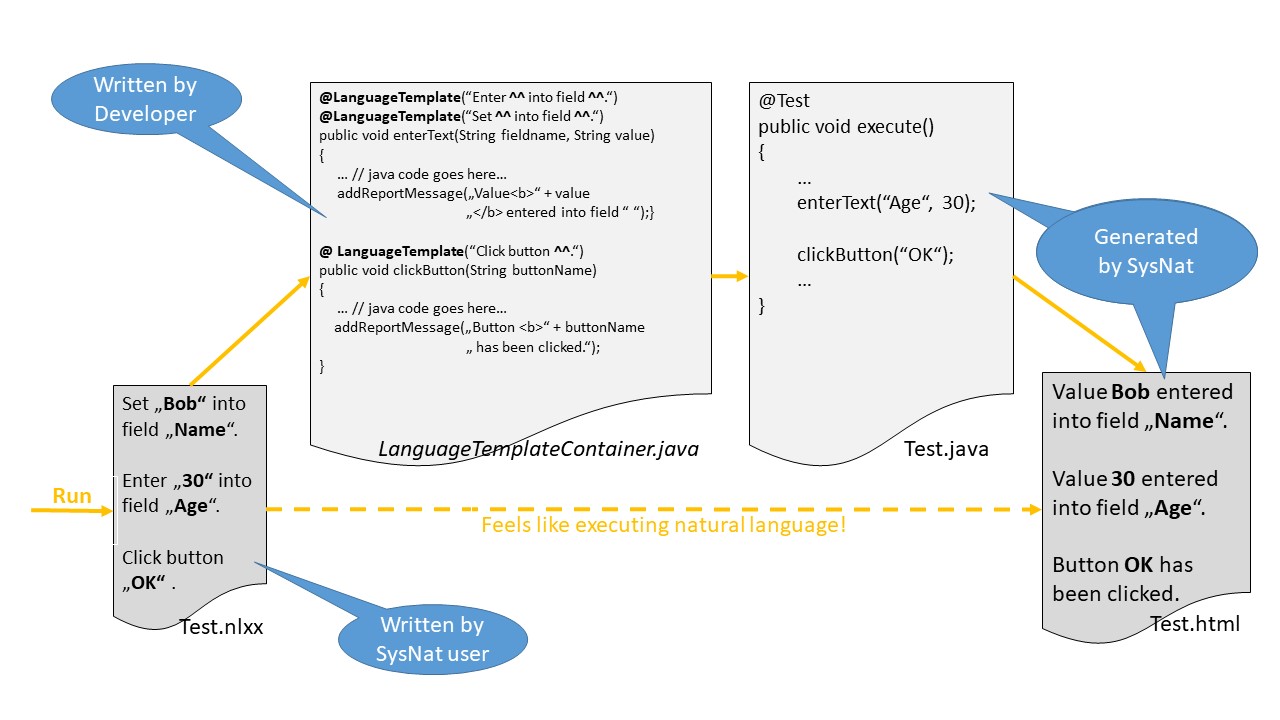 Written by
Developer
@LanguageTemplate(“Enter ^^ into field ^^.“)
@LanguageTemplate(“Set ^^ into field ^^.“)
public void enterText(String fieldname, String value)
{
... // java code goes here...
addReportMessage(„Value<b>“ + value
„</b> entered into field “ “);}
@ LanguageTemplate(“Click button ^^.“)
public void clickButton(String buttonName)
{
... // java code goes here...
addReportMessage(„Button <b>“ + buttonName
„ has been clicked.“);
}
LanguageTemplateContainer.java
@Test
public void execute()
{
...
enterText(“Age“, 30);
clickButton(“OK“);
...
}
Test.java
Generated
by SysNat
Run
Set „Bob“ into
field „Name“.
Enter „30“ into
field „Age“.
Click button
„OK“ .
Test.nlxx
Feels like executing natural language!
Written by
SysNat user
Value Bob entered
into field „Name“.
Value 30 entered
into field „Age“.
Button OK has
been clicked.
Test.html